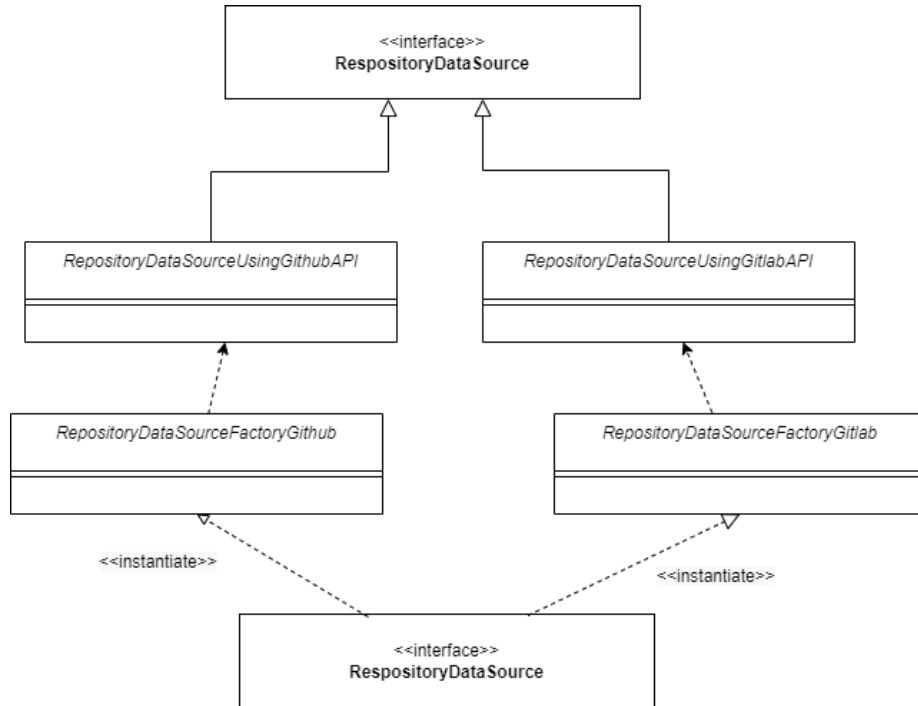 <<interface>>
RespositoryDataSource
RepositoryDataSourceUsingGithubAPI
RepositoryDataSourceUsingGitlabAPI
RepositoryDataSourceFactoryGithub
RepositoryDataSourceFactoryGitlab
<<instantiate>>
<<instantiate>>
<<interface>>
RespositoryDataSource